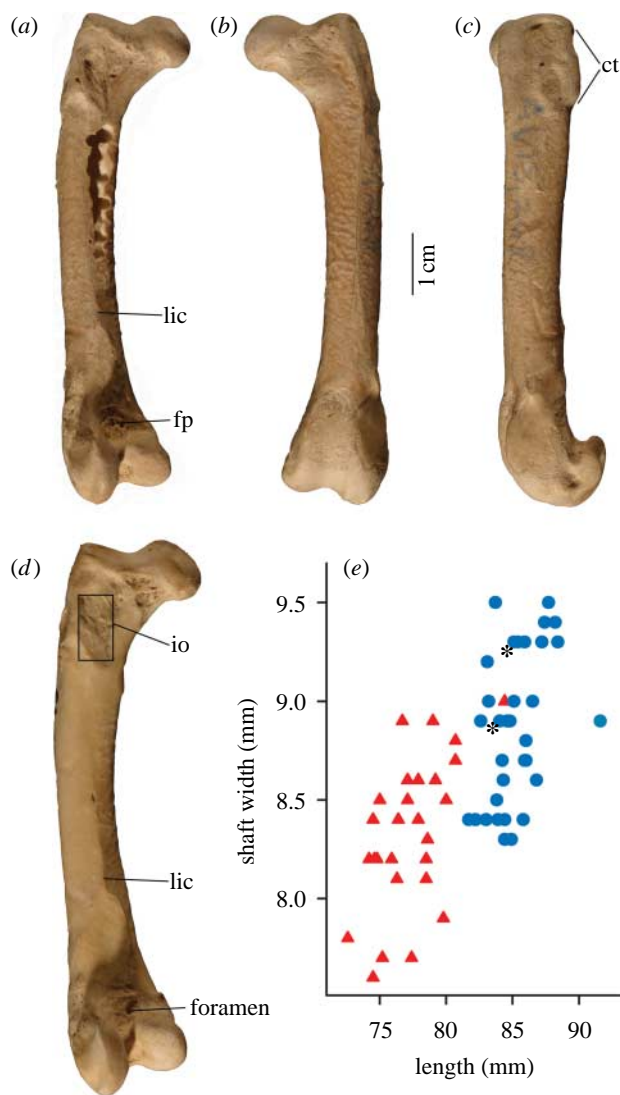 (a)
(b)
(c)
ct
1 cm
lic
fp
(d)
io
lic
foramen
(e)
9.5
9.0
8.5
8.0
shaft width (mm)
75 80 85 90
length (mm)